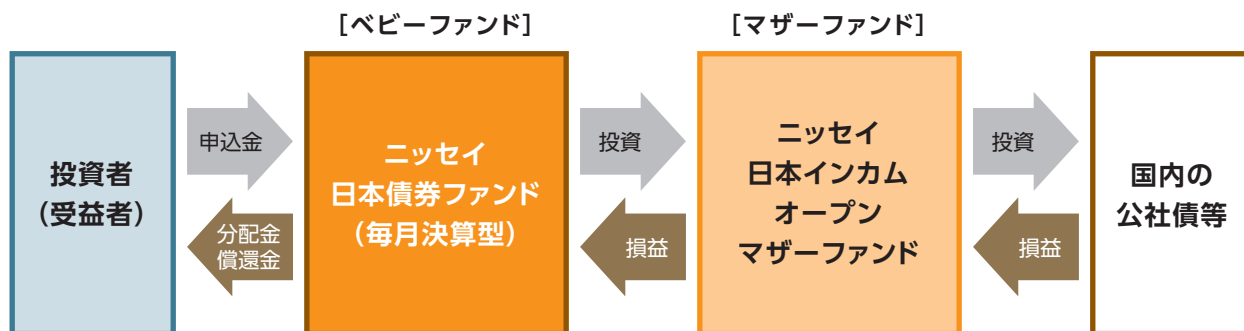 [ベビーファンド]
[マザーファンド]
投資者
(受益者)
申込金
分配金
償還金
ニッセイ
日本債券ファンド
(毎月決算型)
投資
損益
ニッセイ
日本インカム
オープン
マザーファンド
投資
損益
国内の
公社債等